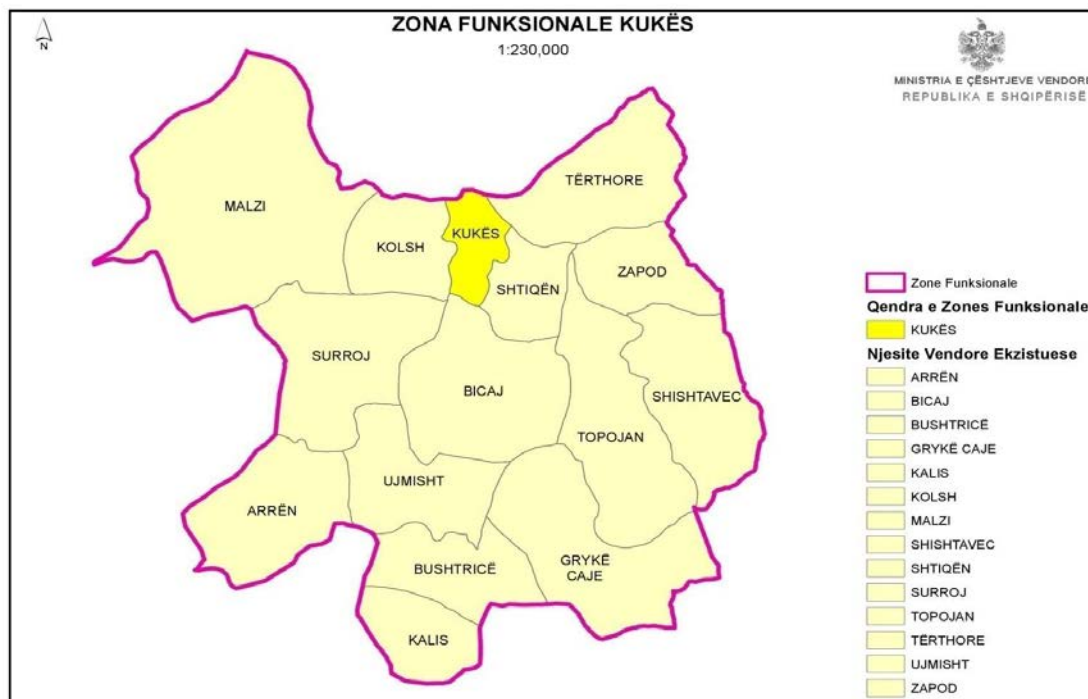 ZONA FUNKSIONALE KUKËS
1:230,000
N
MINISTRIA E ÇËSHTJEVE VENDORE
REPUBLIKA E SHQIPËRISË
TËRTHORE
MALZI
KUKËS
KOLSH
ZAPOD
SHTIQËN
SURROJ
BICAJ
SHISHTAVEC
TOPOJAN
UJMISHT
ARRËN
GRYKË
CAJE
BUSHTRICË
KALIS
Zone Funksionale
Qendra e Zones Funksionale
KUKËS
Njesite Vendore Ekzistuese
ARRËN
BICAJ
BUSHTRICË
GRYKË CAJE
KALIS
KOLSH
MALZI
SHISHTAVEC
SHTIQËN
SURROJ
TOPOJAN
TËRTHORE
UJMISHT
ZAPOD